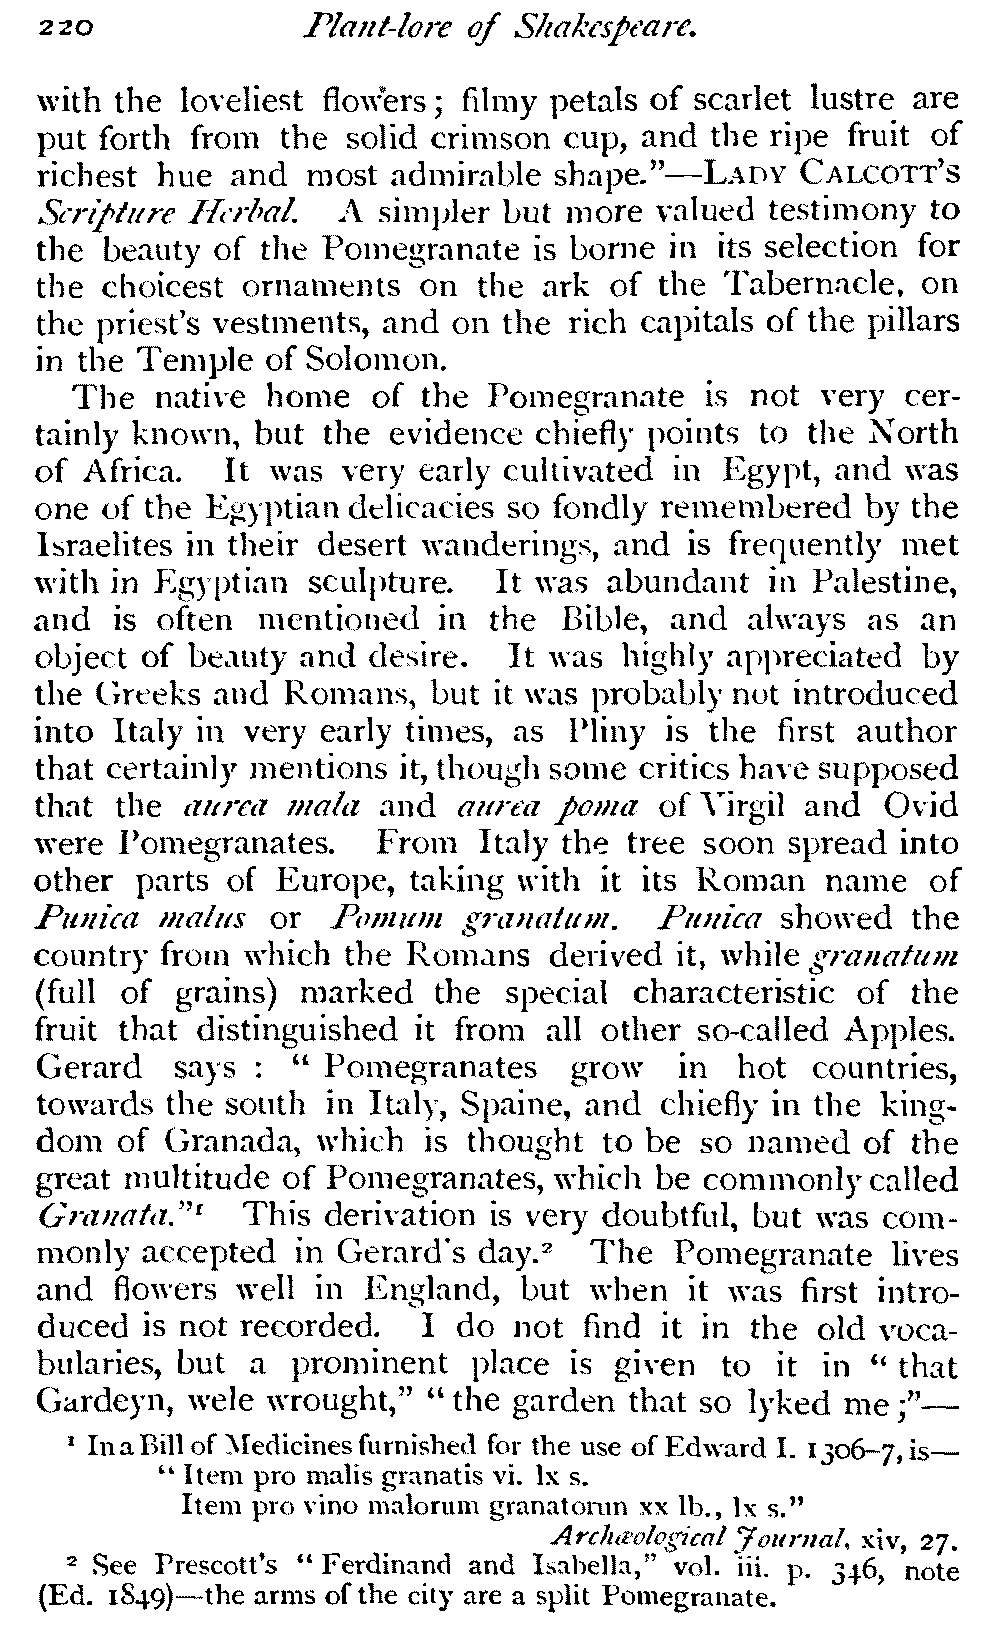 220 Plant-lore of Shakespeare.
with the loveliest flowers; filmy petals of scarlet lustre are
put forth from the solid crimson cup, and the ripe fruit of
richest hue and most admirable shape."—LADY CALCOTT'S
Scripture Herbal. A simpler but more valued testimony to
the beauty of the Pomegranate is borne in its selection for
the choicest ornaments on the ark of the Tabernacle, on
the priest's vestments, and on the rich capitals of the pillars
in the Temple of Solomon.
The native home of the Pomegranate is not very cer-
tainly known, but the evidence chiefly points to the North
of Africa. It was very early cultivated in Egypt, and was
one of the Egyptian delicacies so fondly remembered by the
Israelites in their desert wanderings, and is frequently met
with in Egyptian sculpture. It was abundant in Palestine,
and is often mentioned in the Bible, and always as an
object of beauty and desire. It was highly appreciated by
the Greeks and Romans, but it was probably not introduced
into Italy in very early times, as Pliny is the first author
that certainly mentions it, though some critics have supposed
that the aurea mala and aurea poma of Virgil and Ovid
were Pomegranates. From Italy the tree soon spread into
other parts of Europe, taking with it its Roman name of
Punica malus or Pomum granatum. Punica showed the
country from which the Romans derived it, while granatum
(full of grains) marked the special characteristic of the
fruit that distinguished it from all other so-called Apples.
Gerard says : " Pomegranates grow in hot countries,
towards the south in Italy, Spaine, and chiefly in the king-
dom of Granada, which is thought to be so named of the
great multitude of Pomegranates, which be commonly called
Granata."¹ This derivation is very doubtful, but was com-
monly accepted in Gerard's day.² The Pomegranate lives
and flowers well in England, but when it was first intro-
duced is not recorded. I do not find it in the old voca-
bularies, but a prominent place is given to it in " that
Gardeyn, wele wrought," " the garden that so lyked me ;"—
¹ In a Bill of Medicines furnished for the use of Edward I. 1306–7, is—
" Item pro malis granatis vi. lx s.
Item pro vino malorum granatorum xx lb., lx s."
Archæological Journal, xiv, 27.
² See Prescott's " Ferdinand and Isabella," vol. iii. p. 346, note
(Ed. 1849)—the arms of the city are a split Pomegranate.